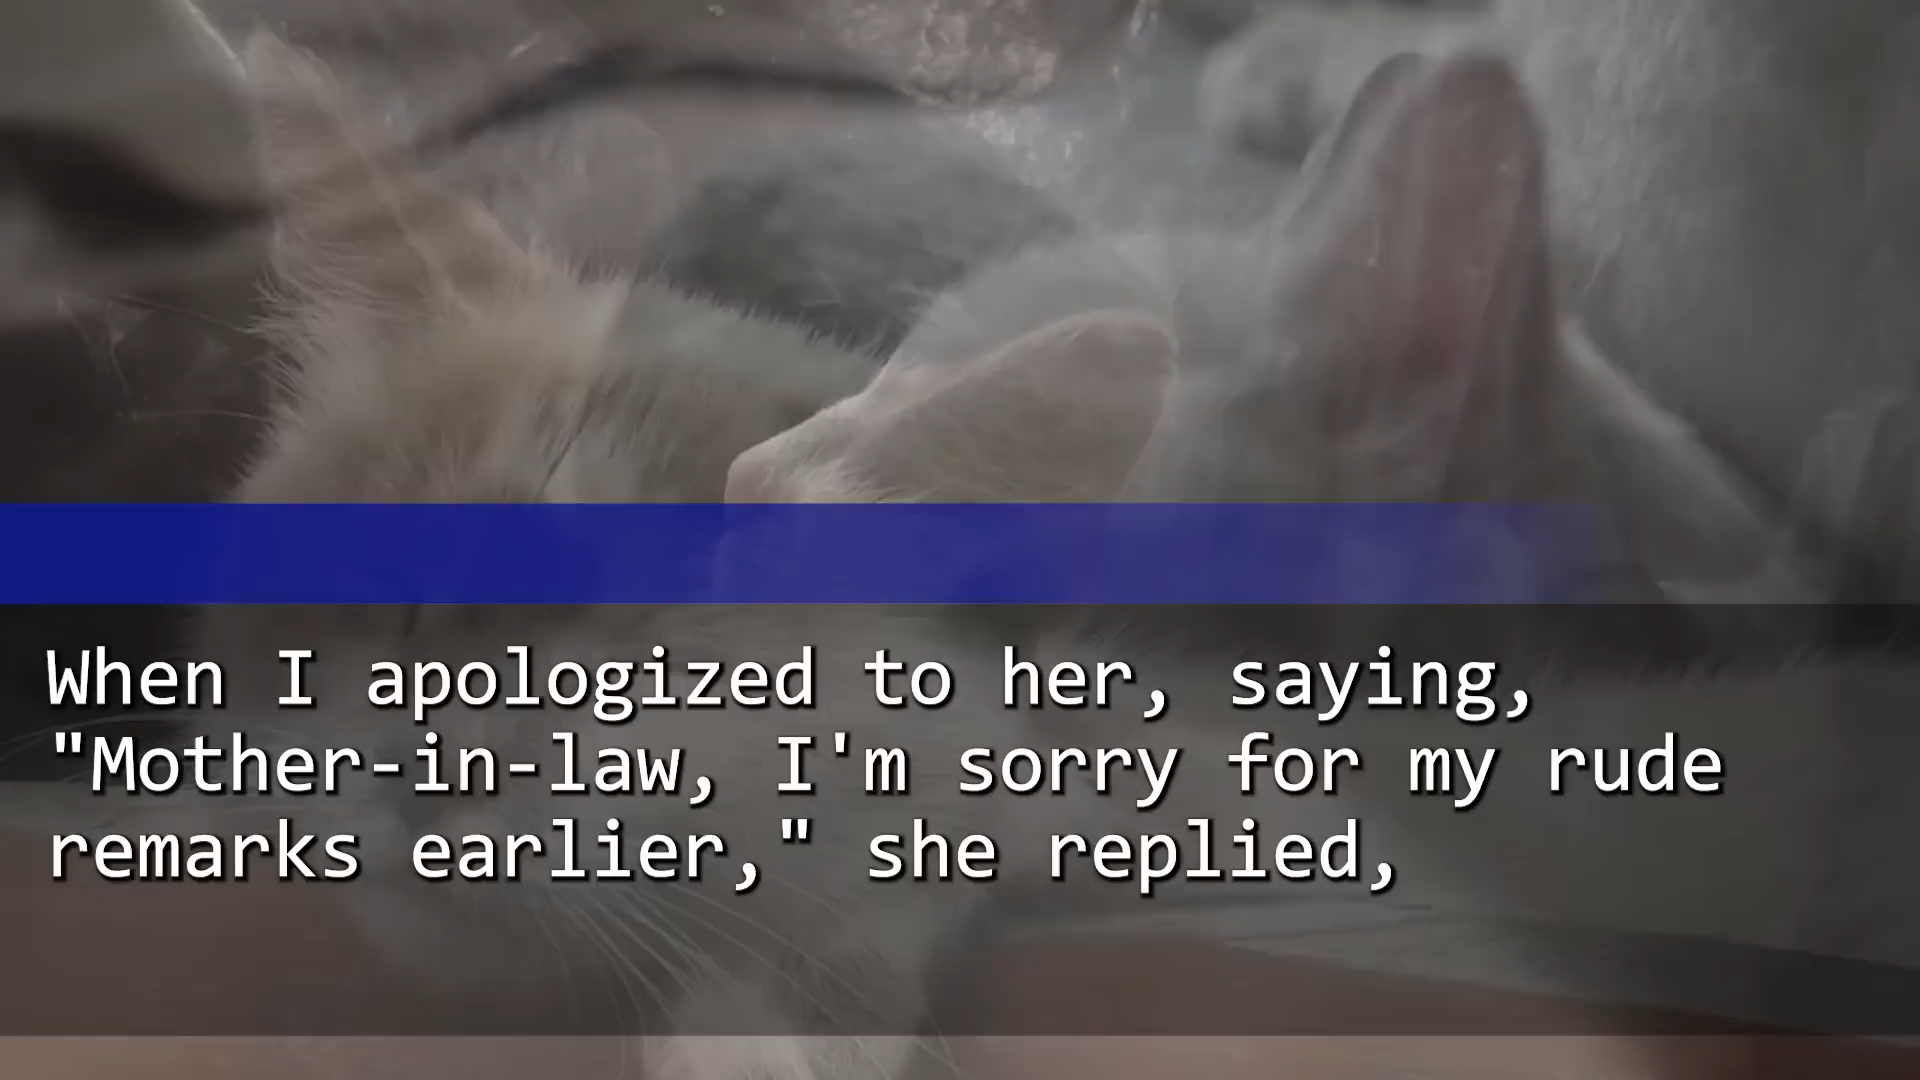 When I apologized to her, saying,
"Mother-in-law, I'm sorry for my rude
remarks earlier," she replied,